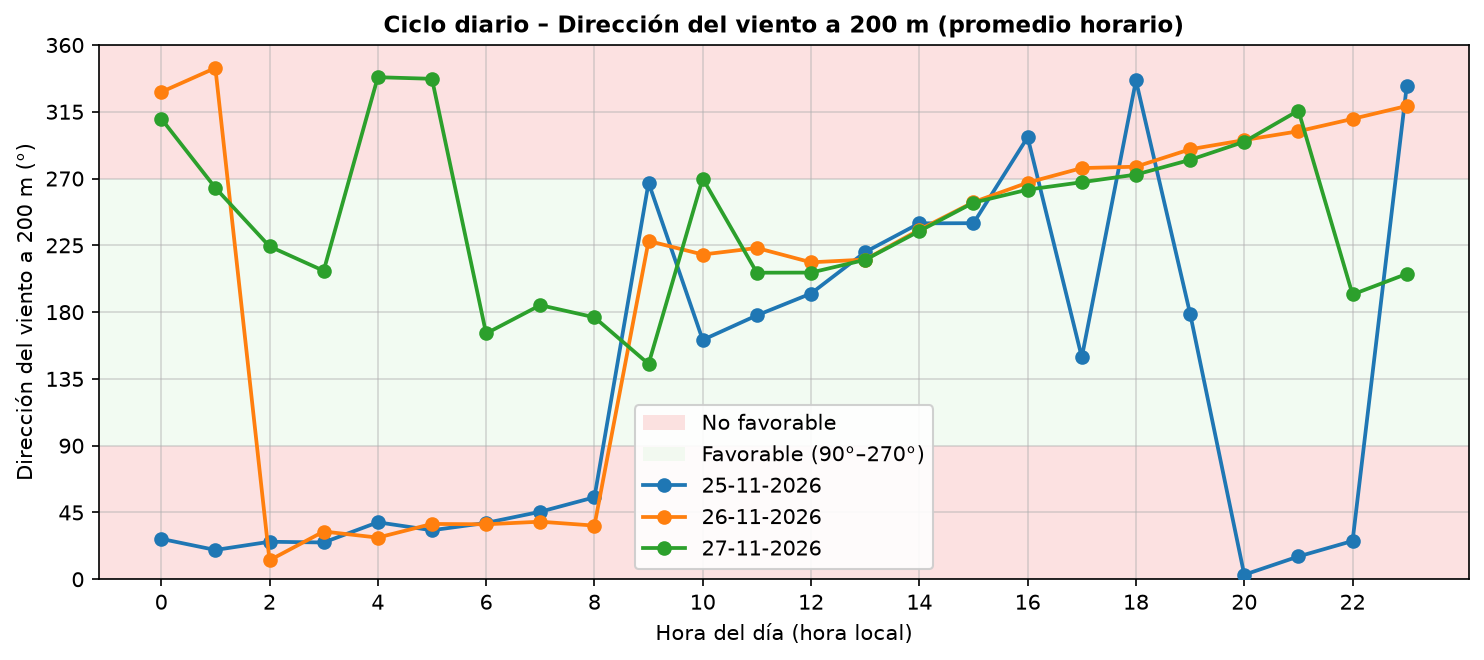 Ciclo diario – Dirección del viento a 200 m (promedio horario)
Dirección del viento a 200 m (°)
360
315
270
225
180
135
90
45
0
No favorable
Favorable (90°–270°)
25-11-2026
26-11-2026
27-11-2026
0 2 4 6 8 10 12 14 16 18 20 22
Hora del día (hora local)